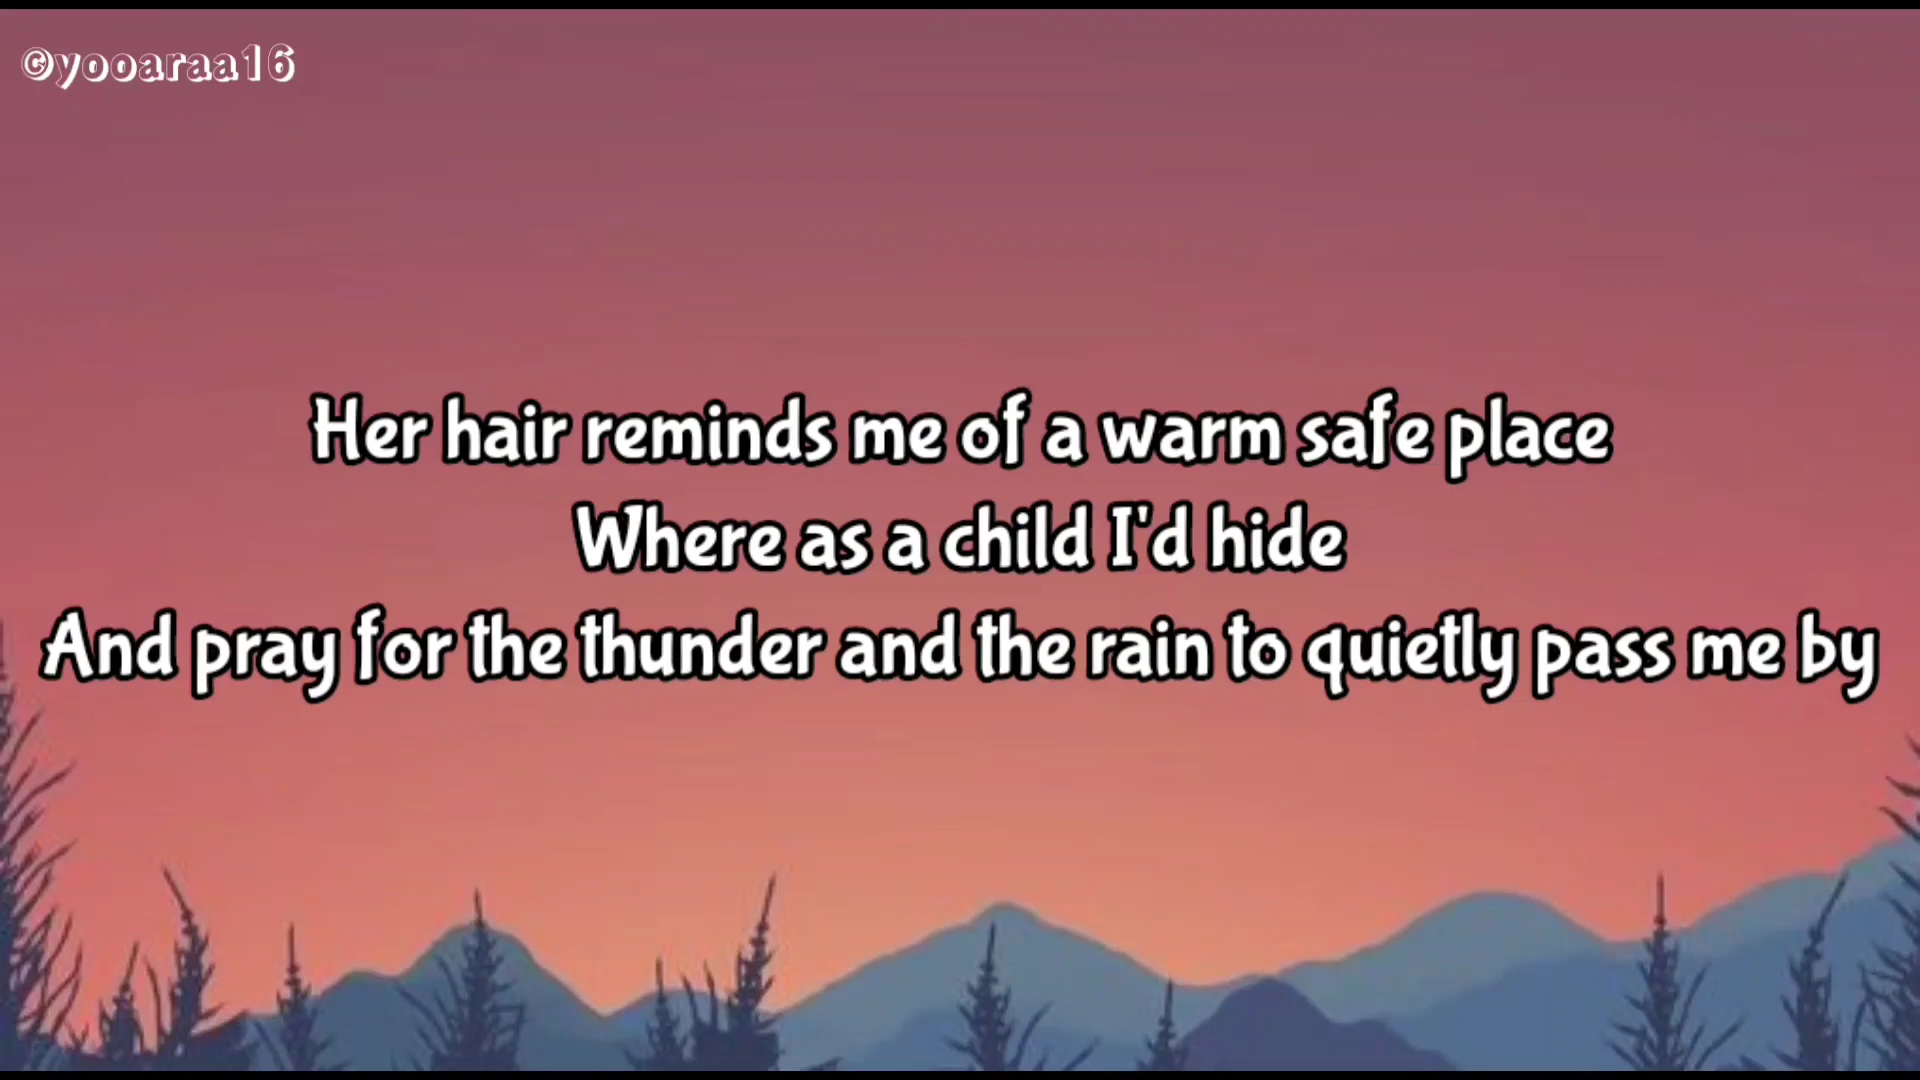 ©yooaraa16
Her hair reminds me of a warm safe place
Where as a child I'd hide
And pray for the thunder and the rain to quietly pass me by